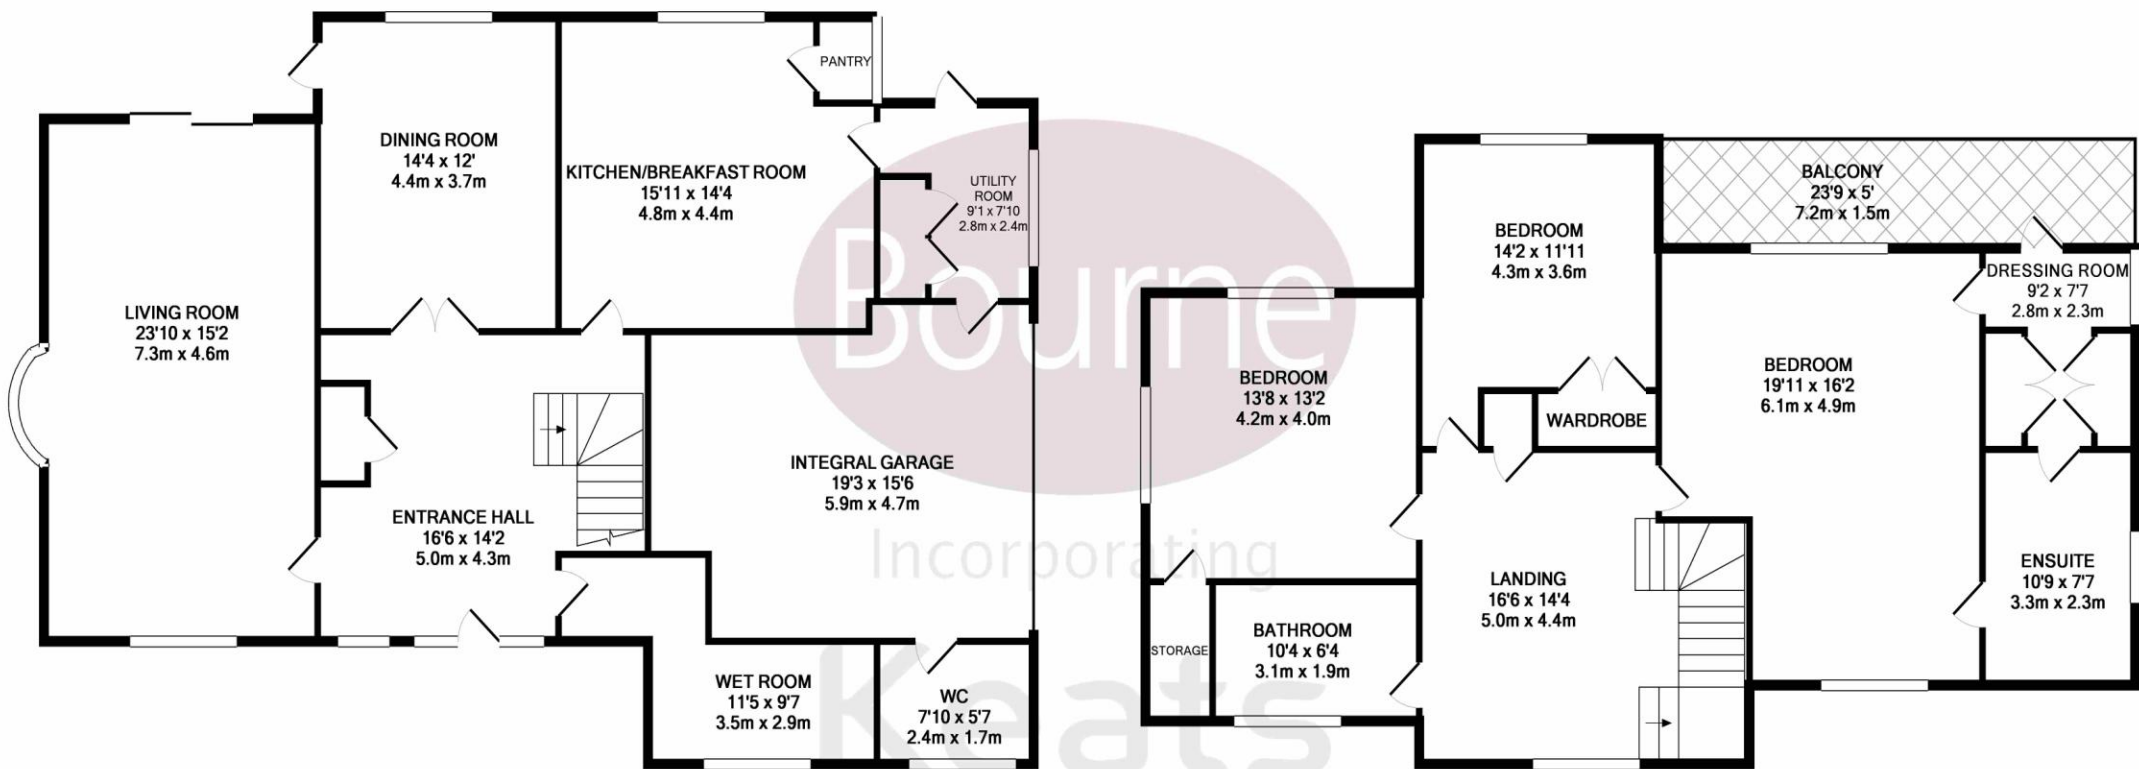 LIVING ROOM
23'10 x 15'2
7.3m x 4.6m
DINING ROOM
14'4 x 12'
4.4m x 3.7m
KITCHEN/BREAKFAST ROOM
15'11 x 14'4
4.8m x 4.4m
PANTRY
UTILITY
ROOM
9'1 x 7'10
2.8m x 2.4m
ENTRANCE HALL
16'6 x 14'2
5.0m x 4.3m
INTEGRAL GARAGE
19'3 x 15'6
5.9m x 4.7m
WET ROOM
11'5 x 9'7
3.5m x 2.9m
WC
7'10 x 5'7
2.4m x 1.7m
BEDROOM
13'8 x 13'2
4.2m x 4.0m
BEDROOM
14'2 x 11'11
4.3m x 3.6m
WARDROBE
BALCONY
23'9 x 5'
7.2m x 1.5m
DRESSING ROOM
9'2 x 7'7
2.8m x 2.3m
BEDROOM
19'11 x 16'2
6.1m x 4.9m
ENSUITE
10'9 x 7'7
3.3m x 2.3m
LANDING
16'6 x 14'4
5.0m x 4.4m
STORAGE
BATHROOM
10'4 x 6'4
3.1m x 1.9m
Bourne
Incorporating
Keats